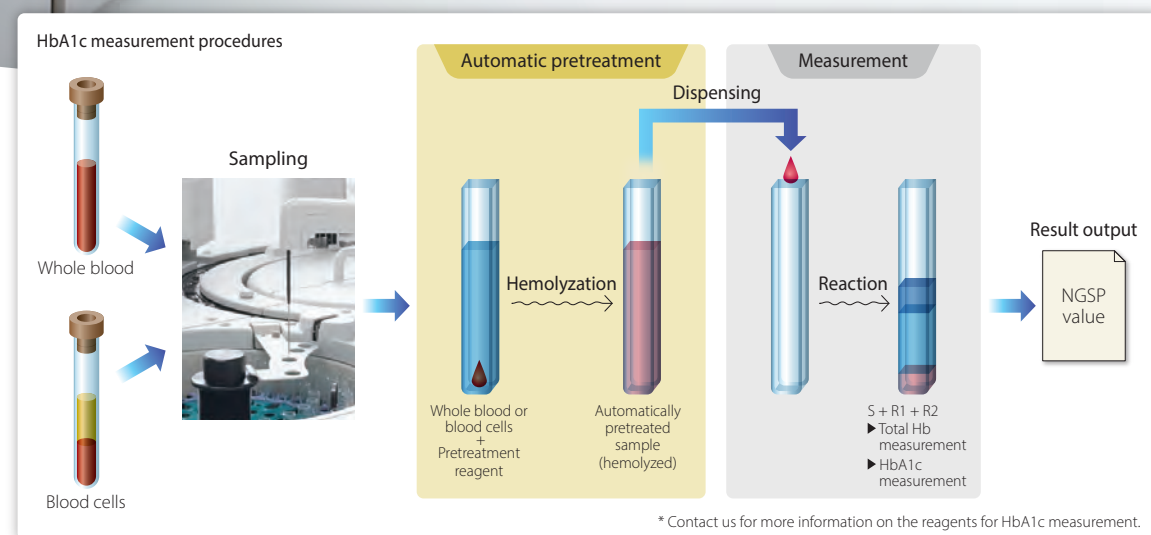 HbA1c measurement procedures
Whole blood
Blood cells
Sampling
Automatic pretreatment
Hemolyzation
Whole blood or
blood cells
+
Pretreatment
reagent
Automatically
pretreated
sample
(hemolyzed)
Dispensing
Measurement
Reaction
S + R1 + R2
▶ Total Hb
measurement
▶ HbA1c
measurement
Result output
NGSP
value
* Contact us for more information on the reagents for HbA1c measurement.